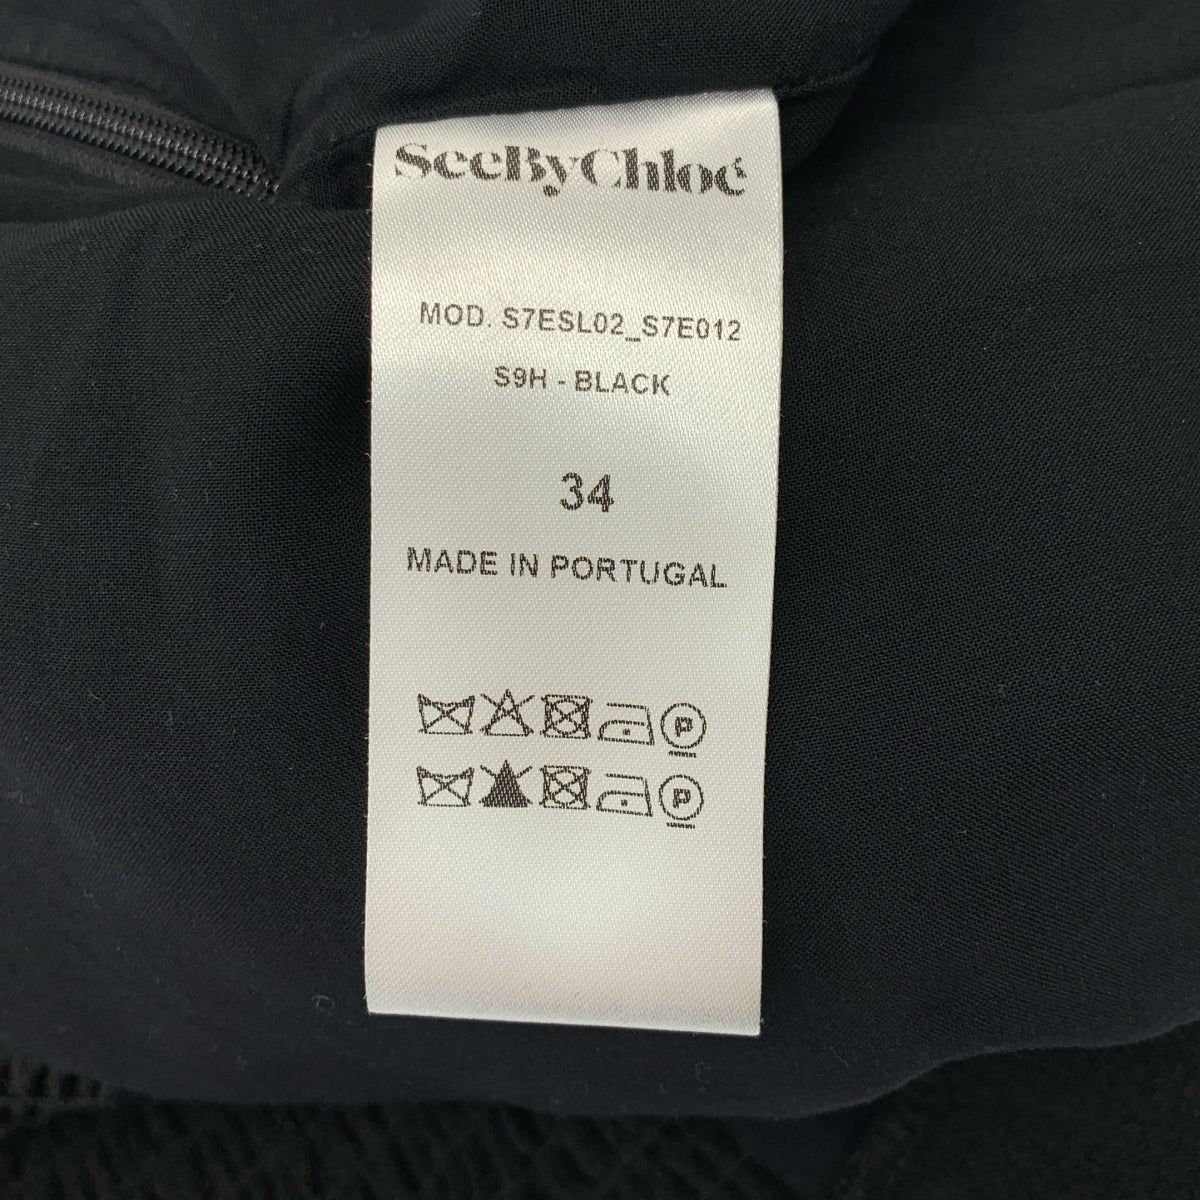 SeeByChloé
MOD. S7ESL02_S7E012
S9H - BLACK
34
MADE IN PORTUGAL
P
P